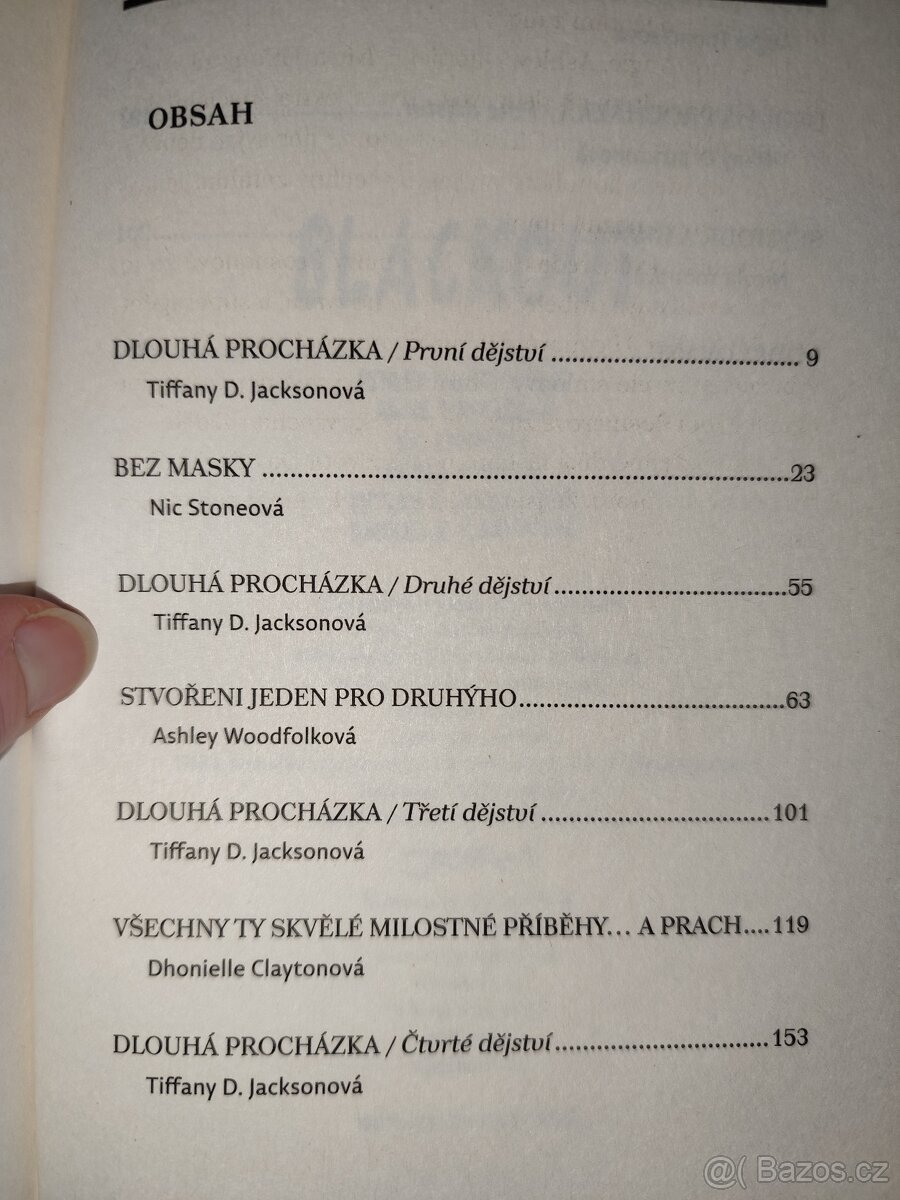 OBSAH
DLOUHÁ PROCHÁZKA / První dějství ........................................ 9
Tiffany D. Jacksonová
BEZ MASKY ........................................................................23
Nic Stoneová
DLOUHÁ PROCHÁZKA / Druhé dějství ......................................55
Tiffany D. Jacksonová
STVOŘENI JEDEN PRO DRUHÝHO...........................................63
Ashley Woodfolková
DLOUHÁ PROCHÁZKA / Třetí dějství .....................................101
Tiffany D. Jacksonová
VŠECHNY TY SKVĚLÉ MILOSTNÉ PŘÍBĚHY... A PRACH....119
Dhonielle Claytonová
DLOUHÁ PROCHÁZKA / Čtvrté dějství ...................................153
Tiffany D. Jacksonová
@( Bazos.cz